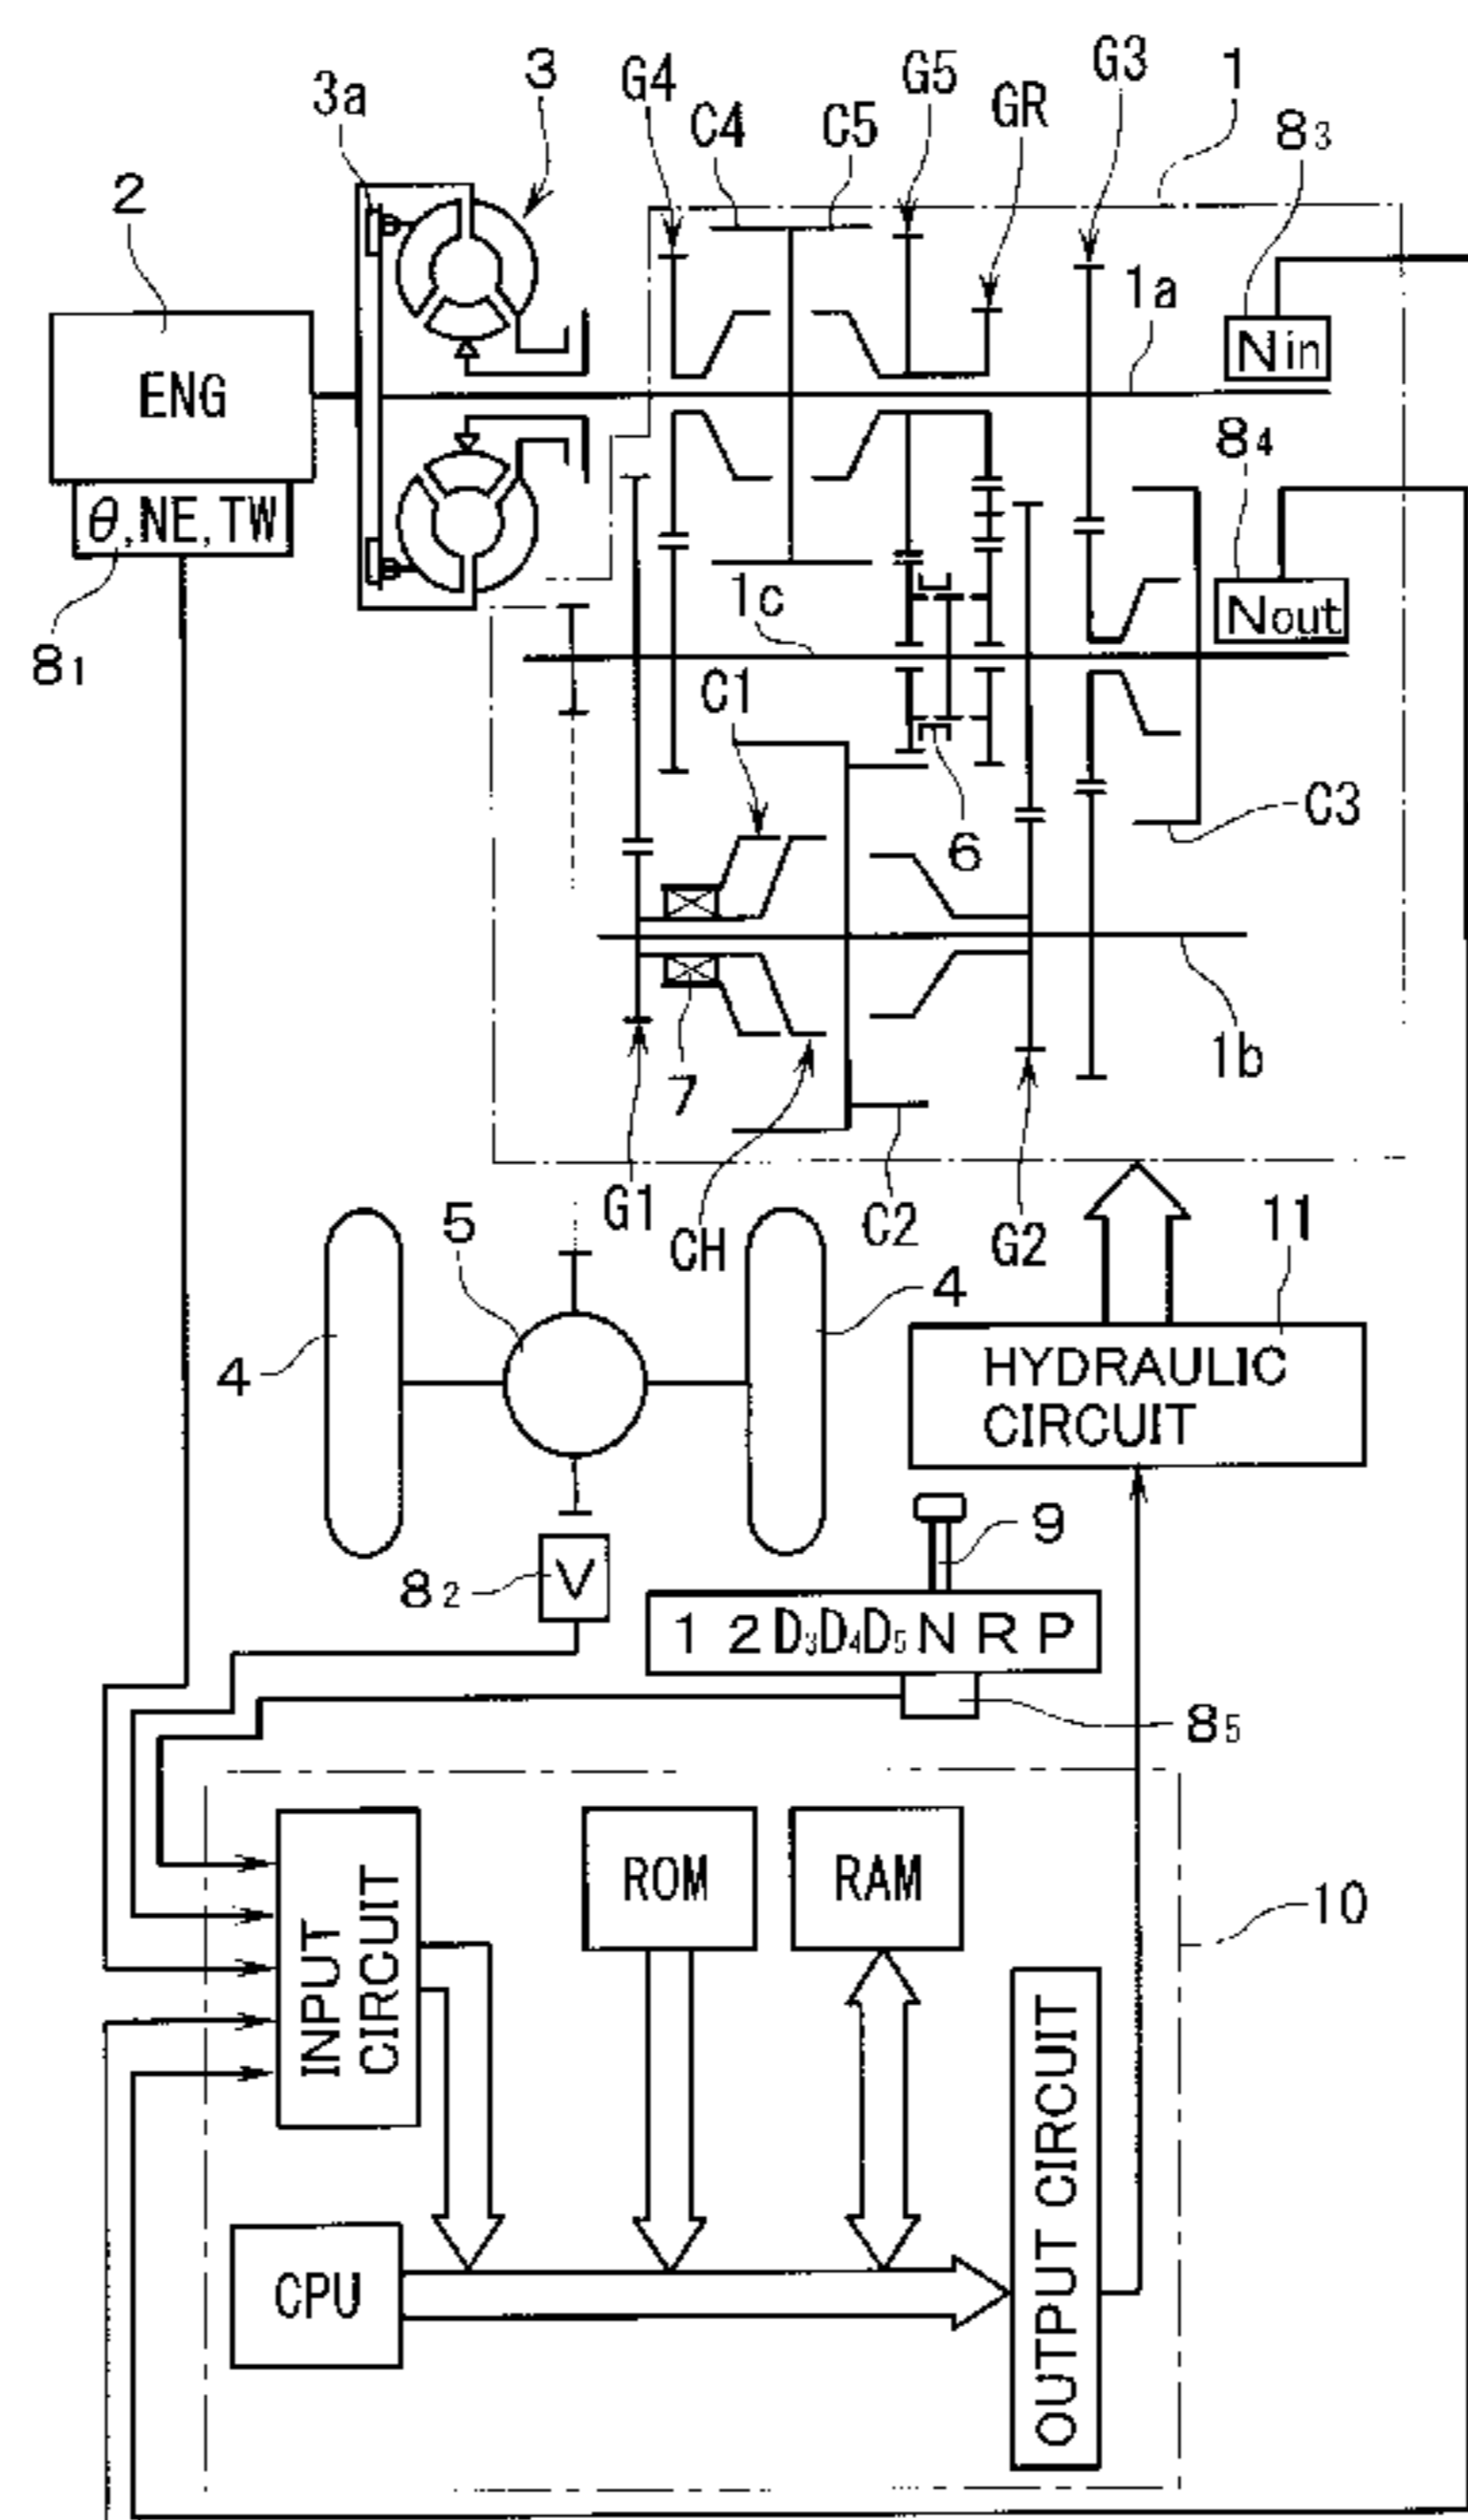 3
G4
G5
G3
1
3a
C4
C5
GR
8₃
2
1a
Nin
ENG
8₄
θ,NE,TW
1c
Nout
8₁
C1
C3
6
1b
7
G1
CH
C2
G2
5
11
4
4
HYDRAULIC
CIRCUIT
9
8₂
V
1 2 D₃D₄D₅ N R P
8₅
ROM
RAM
INPUT
CIRCUIT
10
OUTPUT CIRCUIT
CPU